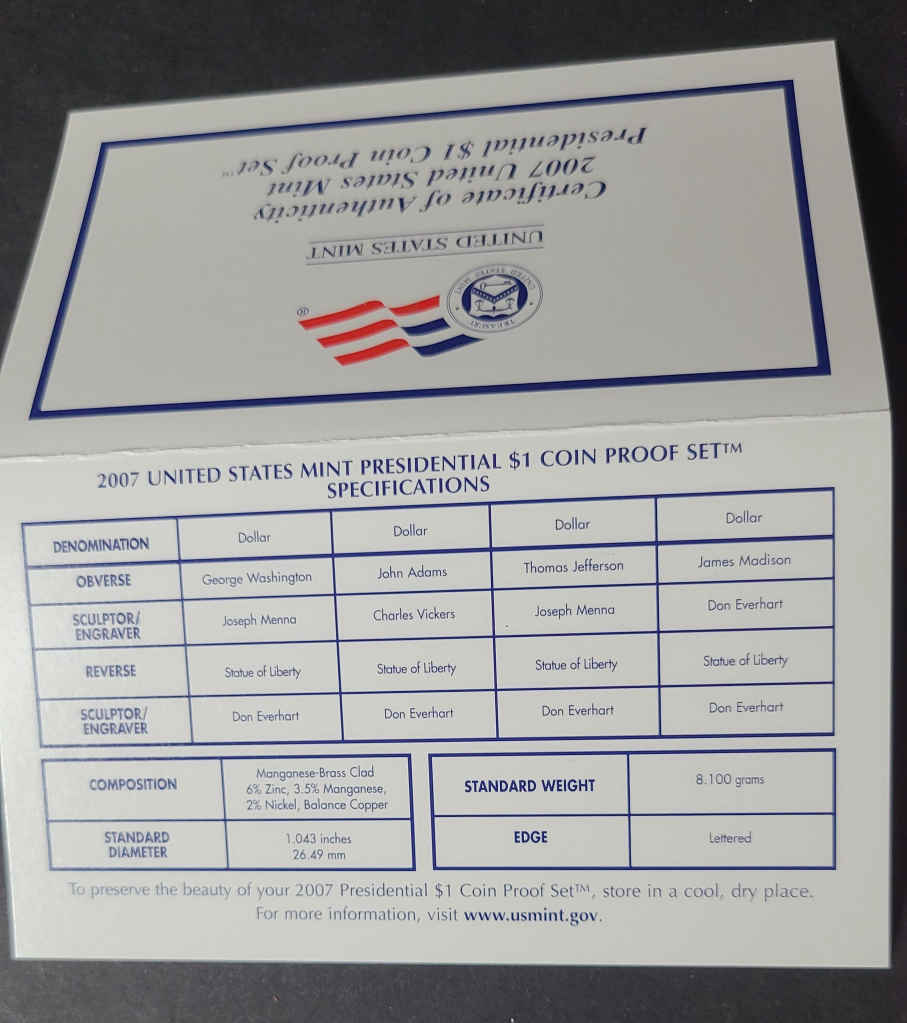 Certificate of Authenticity
2007 United States Mint
Presidential $1 Coin Proof Set™
UNITED STATES MINT
TREASURY
UNITED STATES MINT
®
2007 UNITED STATES MINT PRESIDENTIAL $1 COIN PROOF SET™
SPECIFICATIONS
DENOMINATION Dollar Dollar Dollar Dollar
OBVERSE George Washington John Adams Thomas Jefferson James Madison
SCULPTOR/
ENGRAVER Joseph Menna Charles Vickers Joseph Menna Don Everhart
REVERSE Statue of Liberty Statue of Liberty Statue of Liberty Statue of Liberty
SCULPTOR/
ENGRAVER Don Everhart Don Everhart Don Everhart Don Everhart
COMPOSITION
Manganese-Brass Clad
6% Zinc, 3.5% Manganese,
2% Nickel, Balance Copper
STANDARD
DIAMETER
1.043 inches
26.49 mm
STANDARD WEIGHT 8.100 grams
EDGE Lettered
To preserve the beauty of your 2007 Presidential $1 Coin Proof Set™, store in a cool, dry place.
For more information, visit www.usmint.gov.